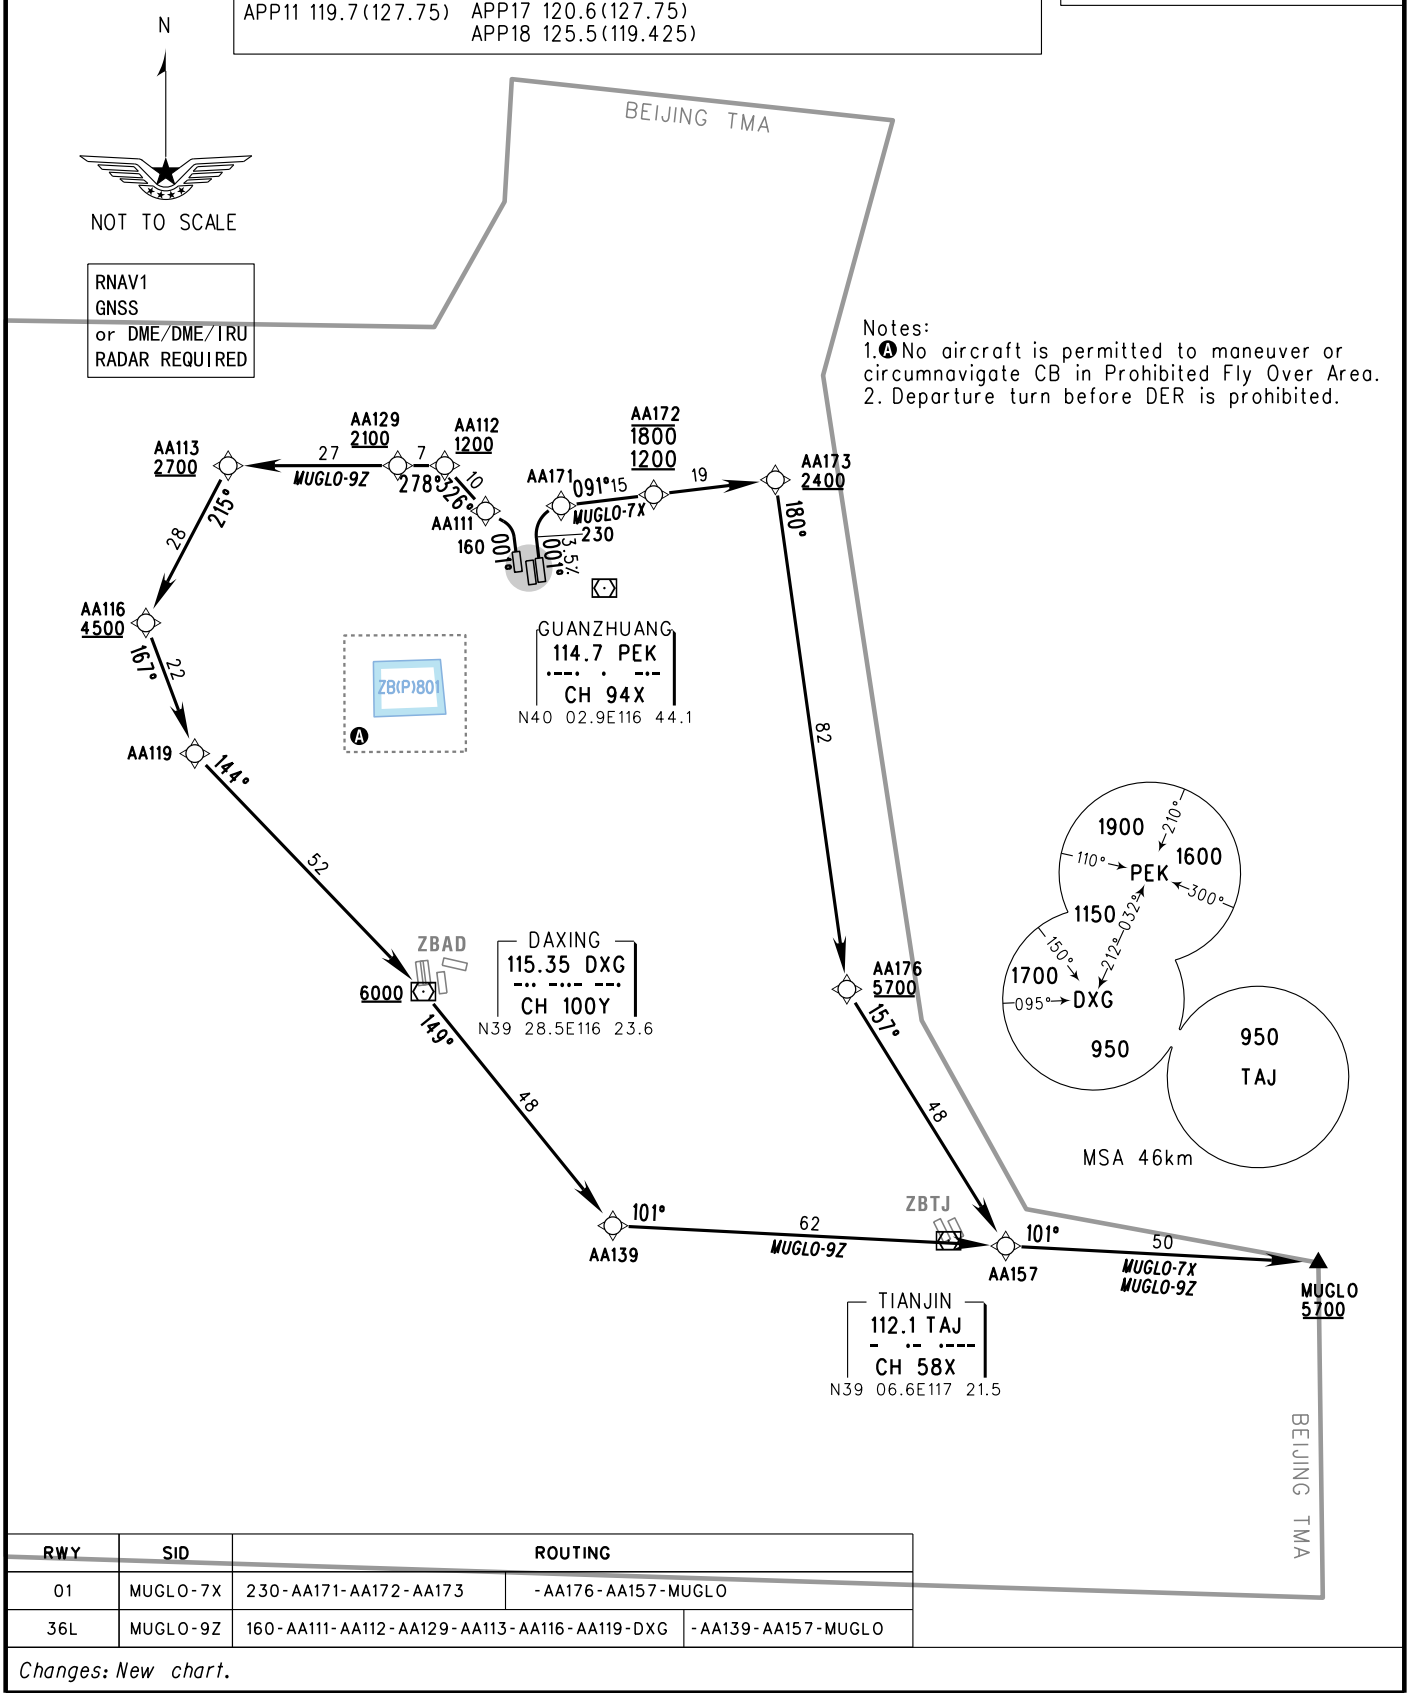 APP11 119.7(127.75) APP17 120.6(127.75)
APP18 125.5(119.425)
N
BEIJING TMA
NOT TO SCALE
RNAV1
GNSS
or DME/DME/IRU
RADAR REQUIRED
Notes:
1.A No aircraft is permitted to maneuver or
circumnavigate CB in Prohibited Fly Over Area.
2. Departure turn before DER is prohibited.
AA113
2700
27
MUGLO-9Z
AA129
2100
7
278°
AA112
1200
10
326°
AA111
160
001°
AA171
091°
15
MUGLO-7X
230
3.5%
001°
AA172
1800
1200
19
AA173
2400
180°
215°
28
AA116
4500
167°
22
AA119
144°
ZB(P)801
A
GUANZHUANG
114.7 PEK
·--· · -·-
CH 94X
N40 02.9E116 44.1
82
52
1900
210°
110°
PEK
1600
300°
1150
032°
212°
150°
1700
095°
DXG
950
950
TAJ
MSA 46km
ZBAD
6000
149°
DAXING
115.35 DXG
-·· -··- --·
CH 100Y
N39 28.5E116 23.6
AA176
5700
157°
48
48
AA139
101°
62
MUGLO-9Z
ZBTJ
AA157
101°
50
MUGLO-7X
MUGLO-9Z
MUGLO
5700
TIANJIN
112.1 TAJ
- ·- ·---
CH 58X
N39 06.6E117 21.5
BEIJING TMA
RWY SID ROUTING
01 MUGLO-7X 230-AA171-AA172-AA173 -AA176-AA157-MUGLO
36L MUGLO-9Z 160-AA111-AA112-AA129-AA113-AA116-AA119-DXG -AA139-AA157-MUGLO
Changes: New chart.